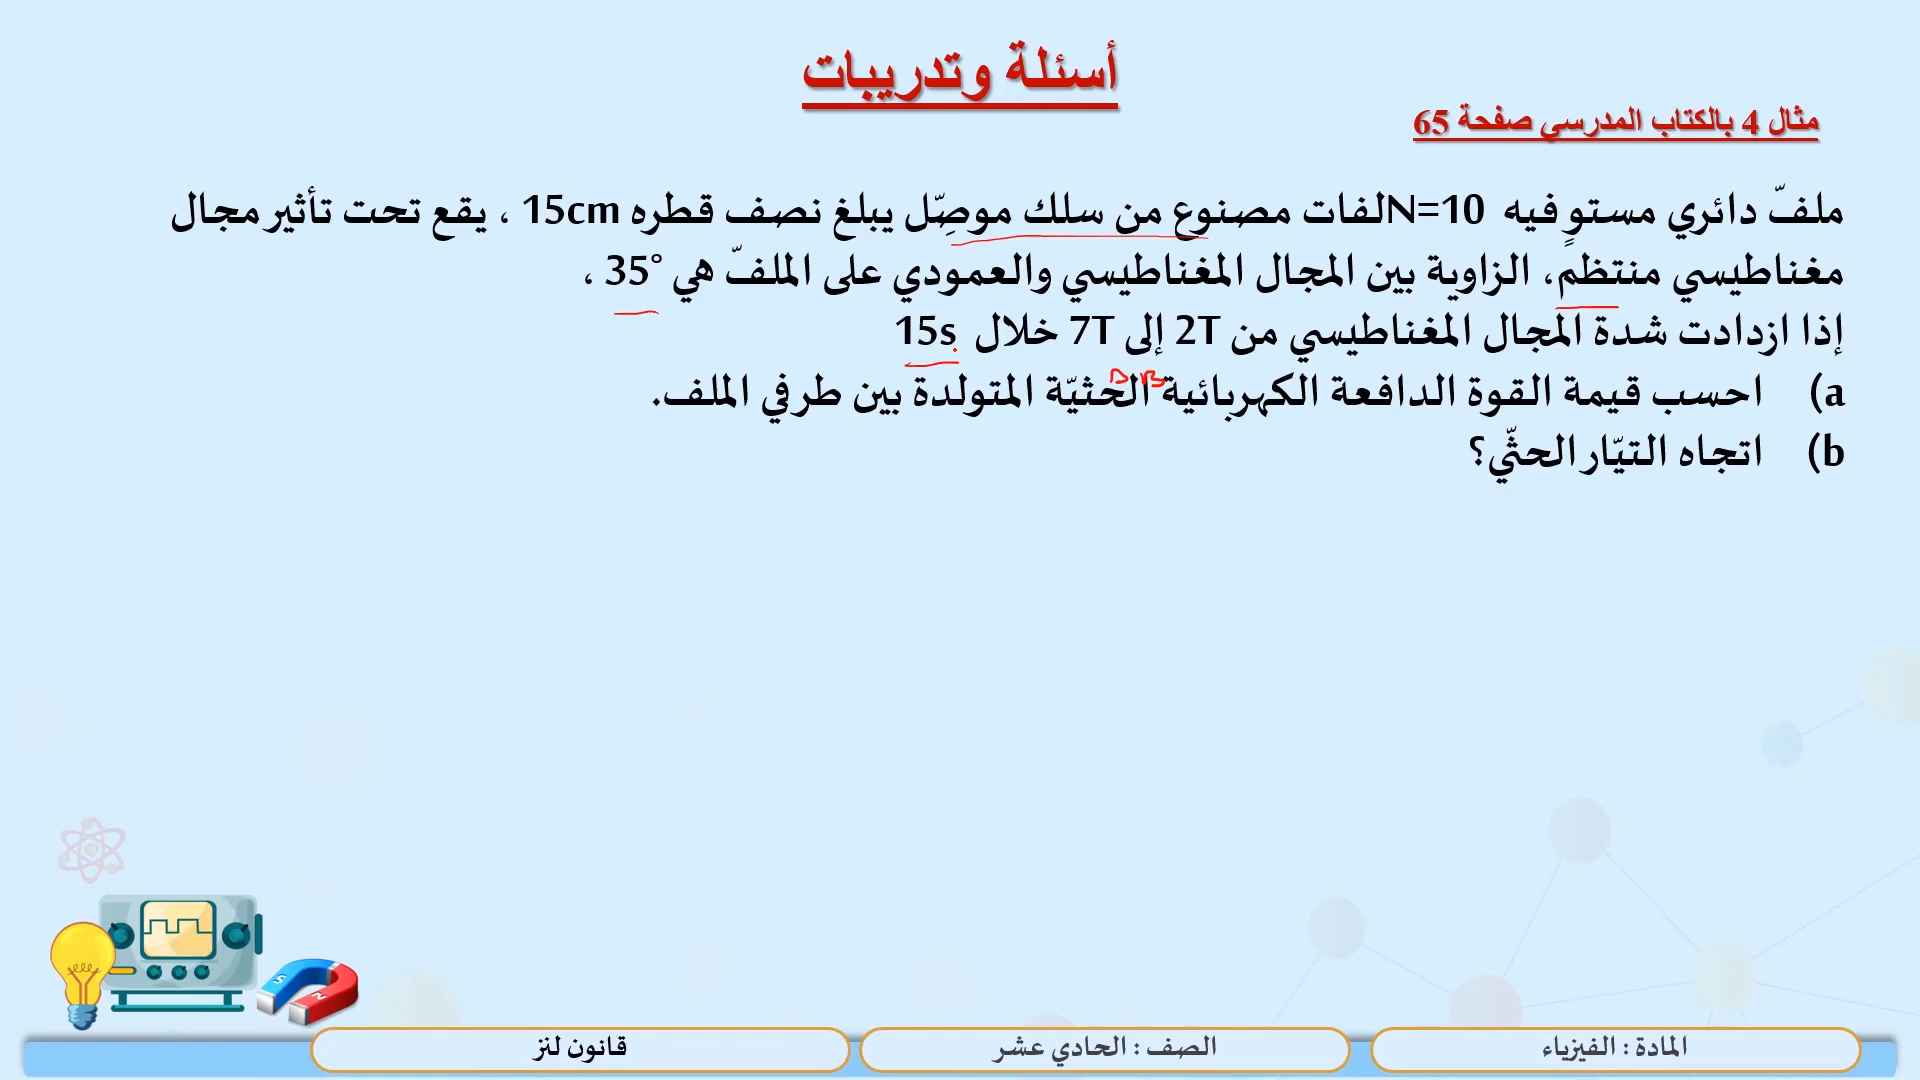 أسئلة وتدريبات
مثال 4 بالكتاب المدرسي صفحة 65
ملفّ دائري مستوٍ فيه N=10لفات مصنوع من سلك موصِّل يبلغ نصف قطره 15cm ، يقع تحت تأثير مجال
مغناطيسي منتظم، الزاوية بين المجال المغناطيسي والعمودي على الملفّ هي 35° ،
إذا ازدادت شدة المجال المغناطيسي من 2T إلى 7T خلال 15s
a) احسب قيمة القوة الدافعة الكهربائية الحثيّة المتولدة بين طرفي الملف.
b) اتجاه التيّار الحثّي؟
S
N
المادة : الفيزياء
الصف : الحادي عشر
قانون لنز